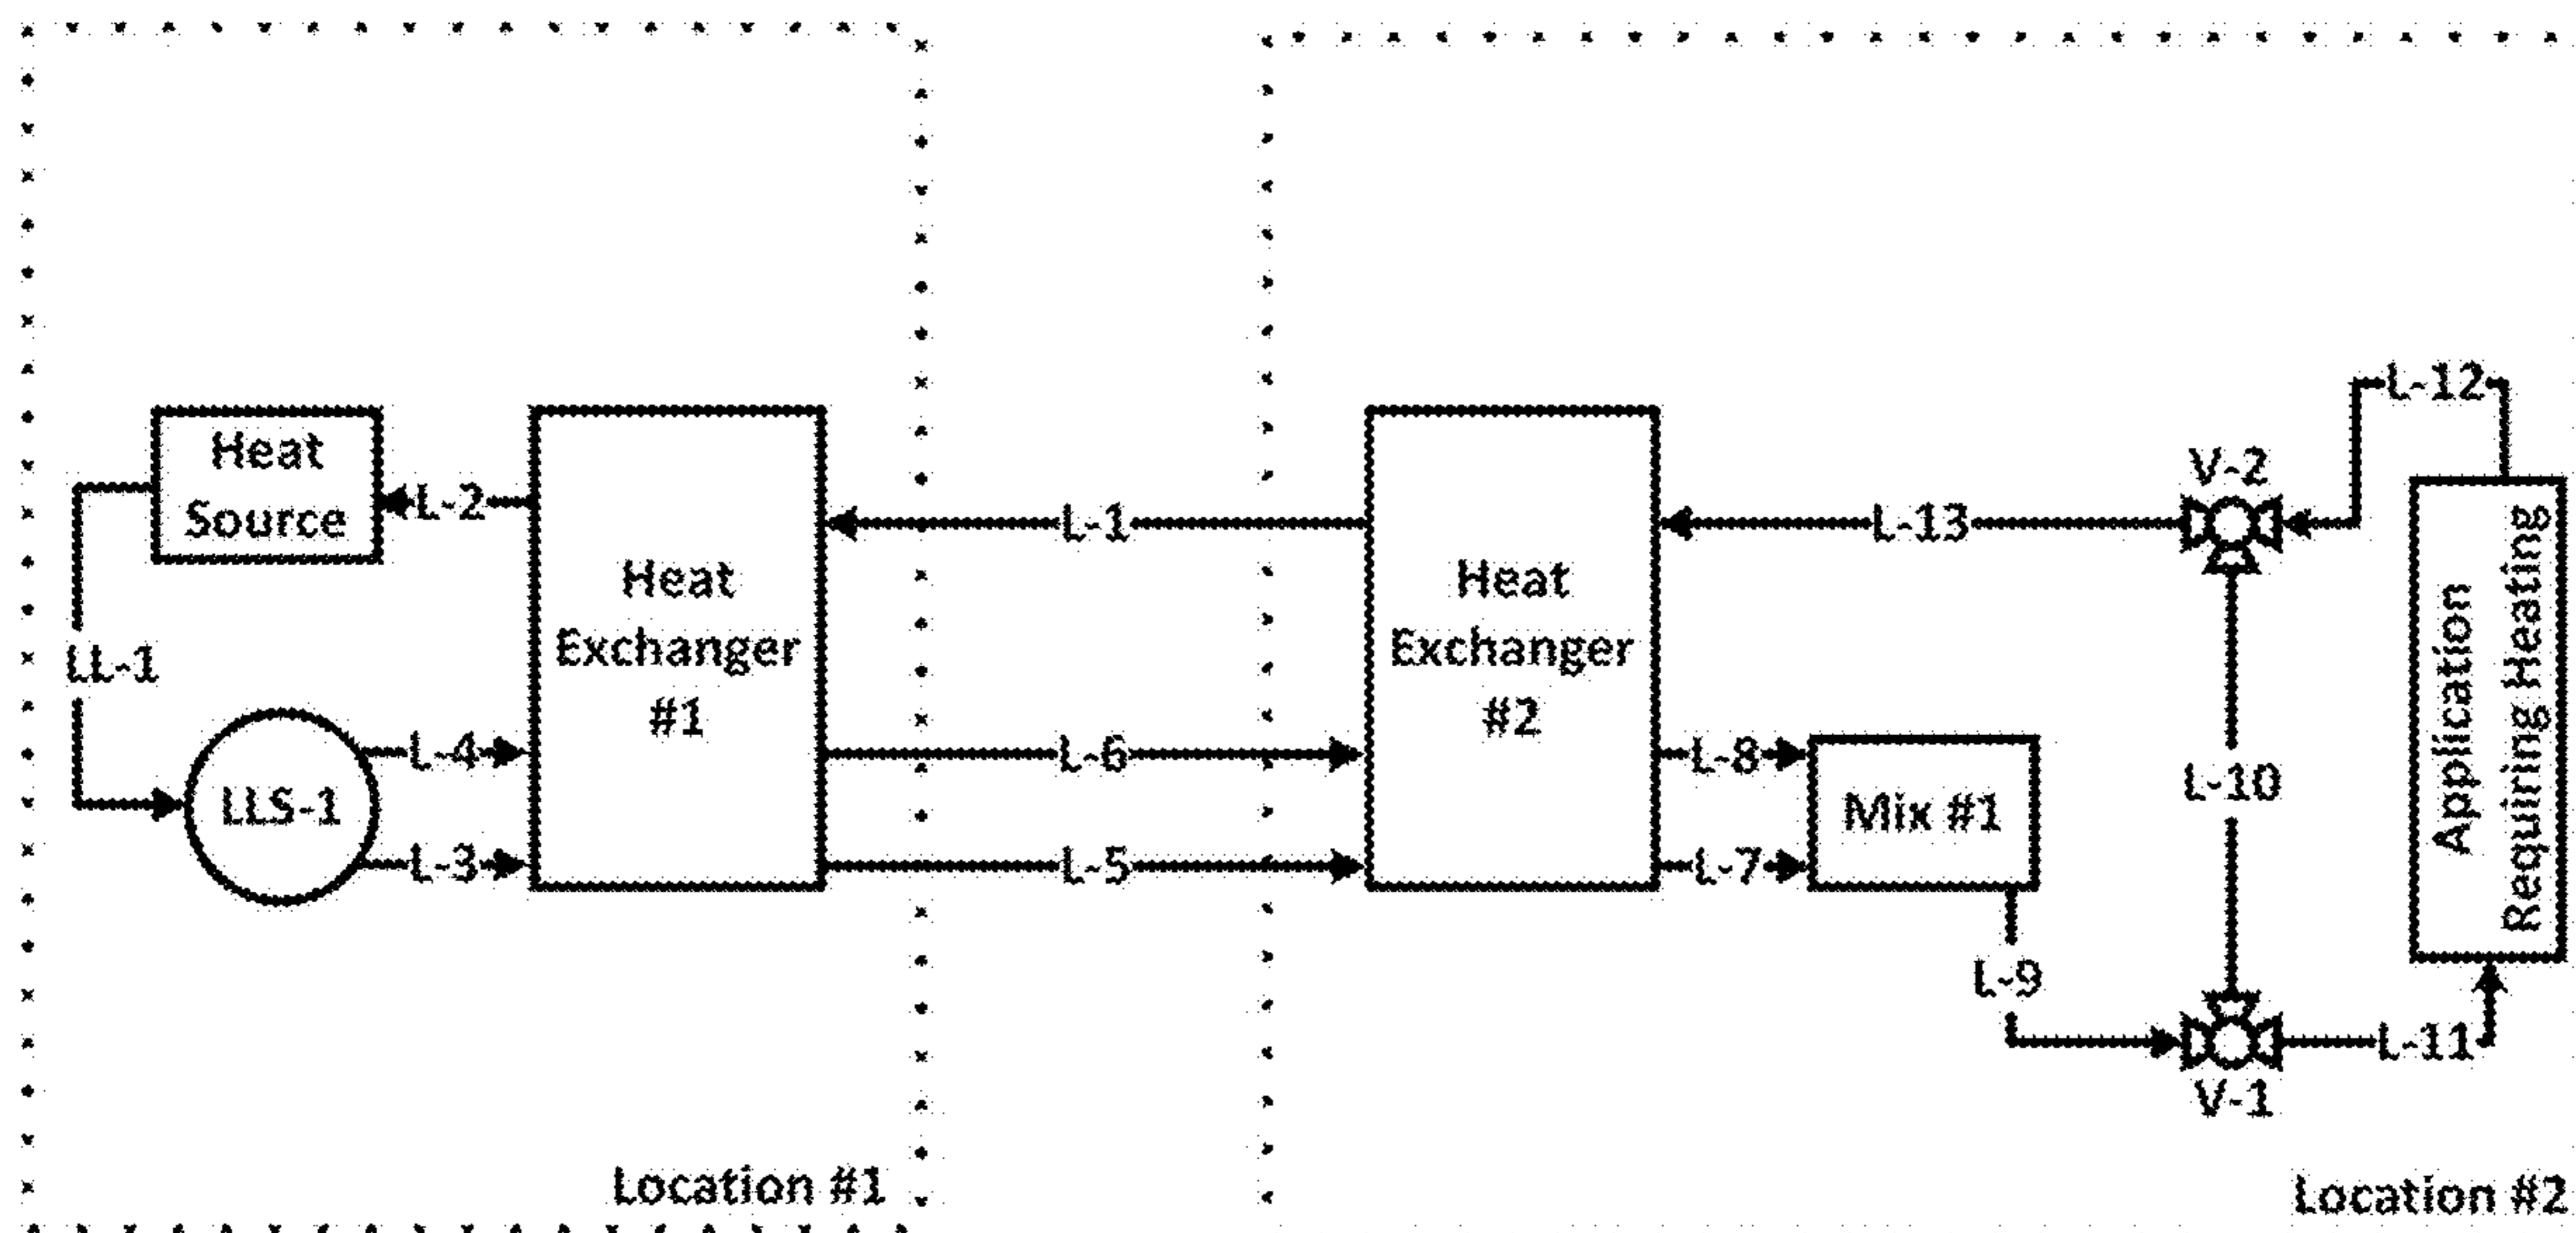 L-12
Heat
Source
L-2
V-2
L-1
L-13
Heat
Exchanger
#1
Heat
Exchanger
#2
Application
Requiring Heating
LL-1
L-4
L-6
L-8
L-10
LLS-1
Mix #1
L-3
L-5
L-7
L-9
L-11
V-1
Location #1
Location #2